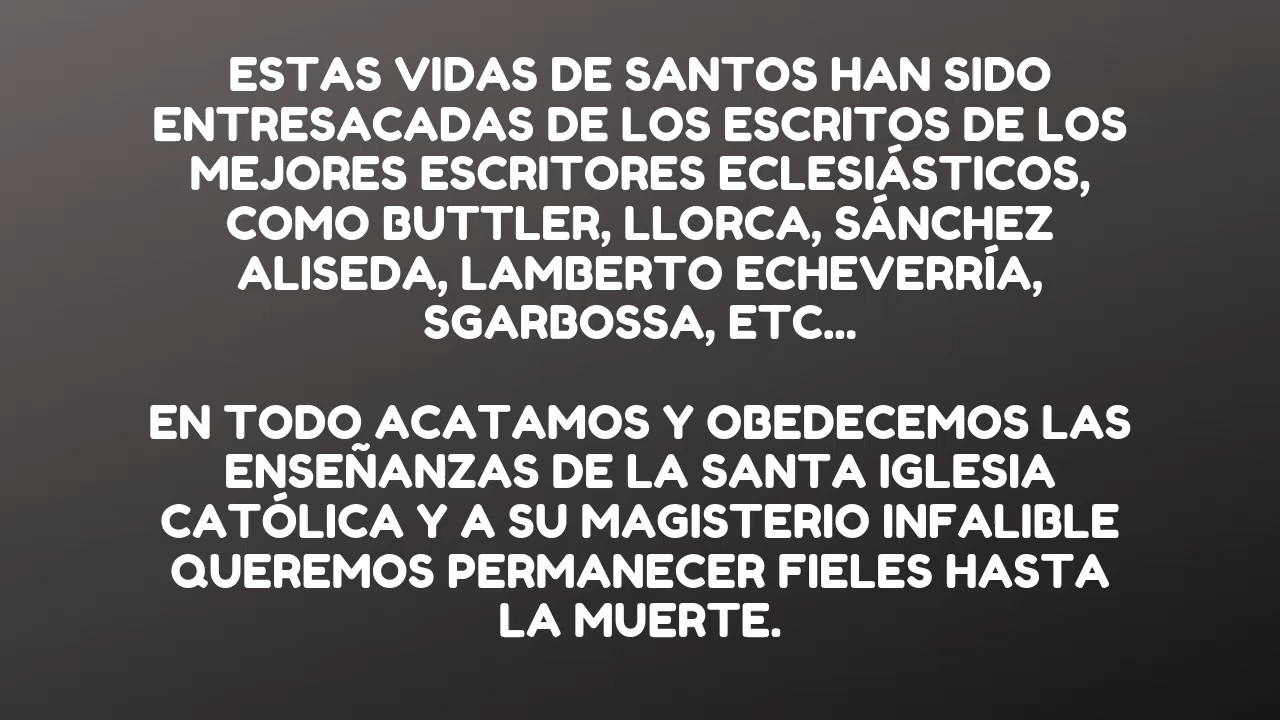 ESTAS VIDAS DE SANTOS HAN SIDO
ENTRESACADAS DE LOS ESCRITOS DE LOS
MEJORES ESCRITORES ECLESIÁSTICOS,
COMO BUTTLER, LLORCA, SÁNCHEZ
ALISEDA, LAMBERTO ECHEVERRÍA,
SGARBOSSA, ETC...
EN TODO ACATAMOS Y OBEDECEMOS LAS
ENSEÑANZAS DE LA SANTA IGLESIA
CATÓLICA Y A SU MAGISTERIO INFALIBLE
QUEREMOS PERMANECER FIELES HASTA
LA MUERTE.